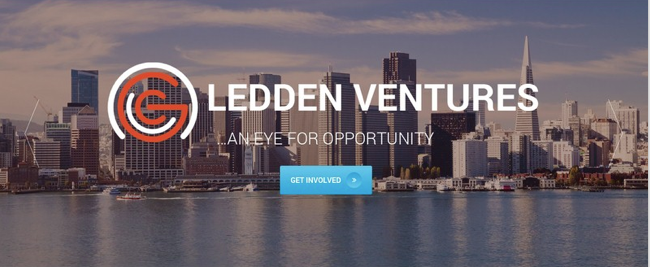 LEDDEN VENTURES
...AN EYE FOR OPPORTUNITY
GET INVOLVED >